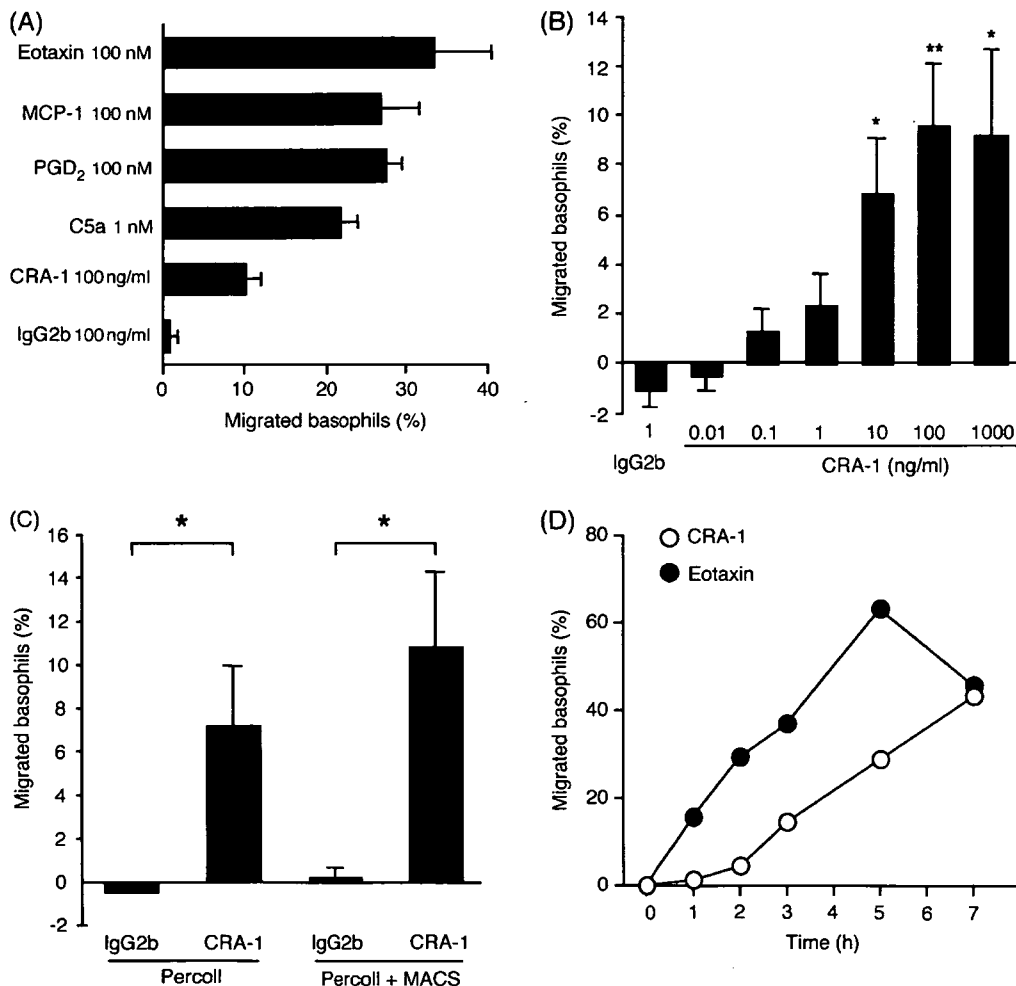 (A)
Eotaxin 100 nM
MCP-1 100 nM
PGD2 100 nM
C5a 1 nM
CRA-1 100 ng/ml
IgG2b 100 ng/ml
0 10 20 30 40
Migrated basophils (%)
(B)
Migrated basophils (%)
14
12
10
8
6
4
2
0
-2
* ** *
1 0.01 0.1 1 10 100 1000
IgG2b CRA-1 (ng/ml)
(C)
Migrated basophils (%)
16
14
12
10
8
6
4
2
0
-2
* *
IgG2b CRA-1 IgG2b CRA-1
Percoll Percoll + MACS
(D)
Migrated basophils (%)
80
60
40
20
0
CRA-1
Eotaxin
0 1 2 3 5 6 7
Time (h)